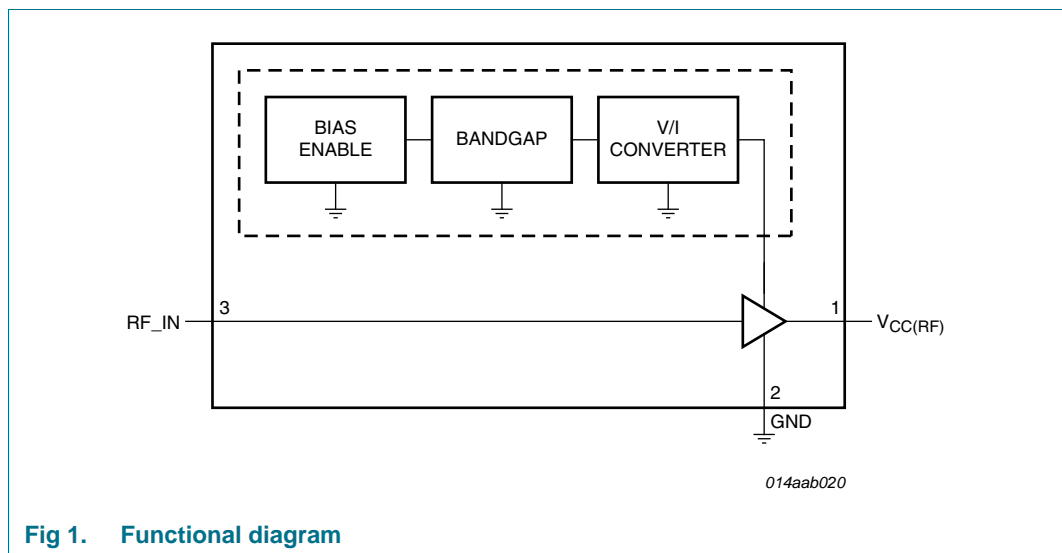 BIAS
ENABLE
BANDGAP
V/I
CONVERTER
RF_IN
3
1
VCC(RF)
2
GND
014aab020
Fig 1. Functional diagram